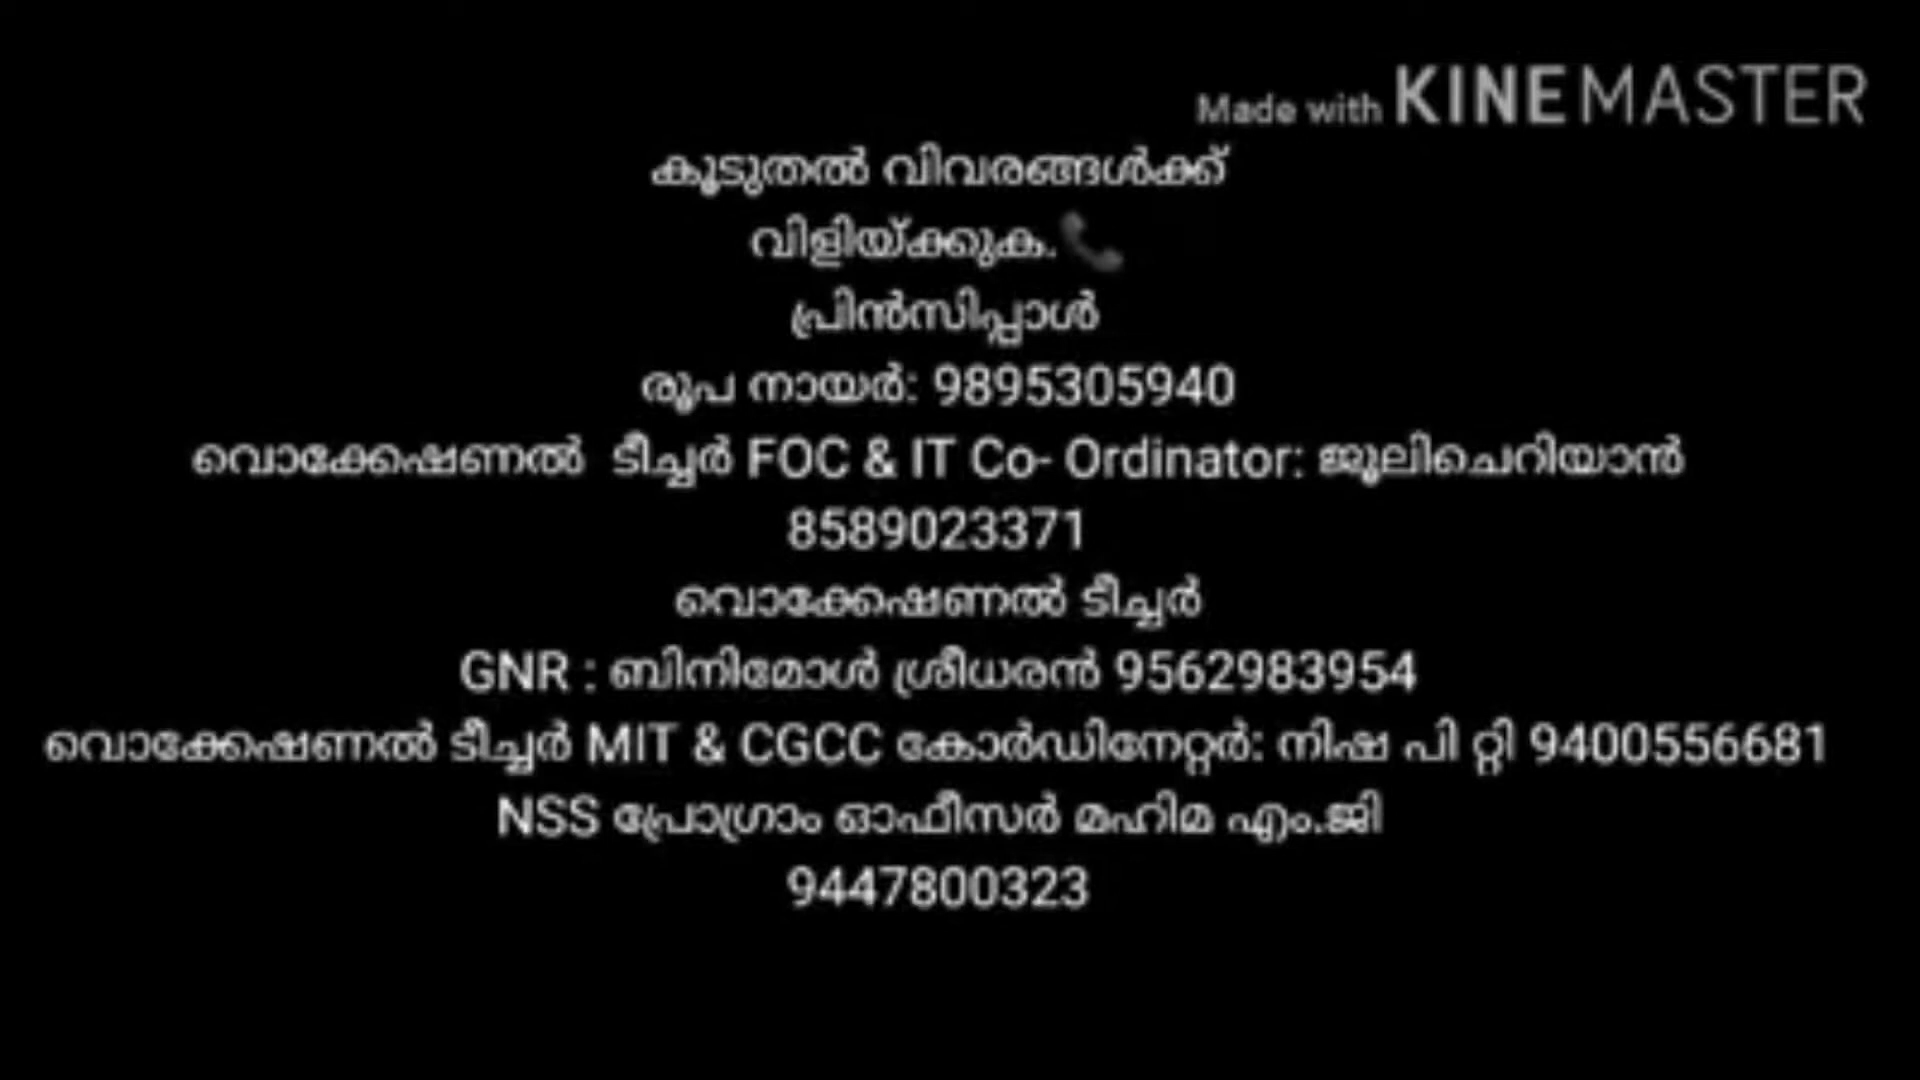 Made with KINEMASTER
കൂടുതൽ വിവരങ്ങൾക്ക്
വിളിയ്ക്കുക.📞
പ്രിൻസിപ്പാൾ
രൂപ നായർ: 9895305940
വൊക്കേഷണൽ ടീച്ചർ FOC & IT Co- Ordinator: ജൂലിചെറിയാൻ
8589023371
വൊക്കേഷണൽ ടീച്ചർ
GNR : ബിനിമോൾ ശ്രീധരൻ 9562983954
വൊക്കേഷണൽ ടീച്ചർ MIT & CGCC കോർഡിനേറ്റർ: നിഷ പി റ്റി 9400556681
NSS പ്രോഗ്രാം ഓഫീസർ മഹിമ എം.ജി
9447800323